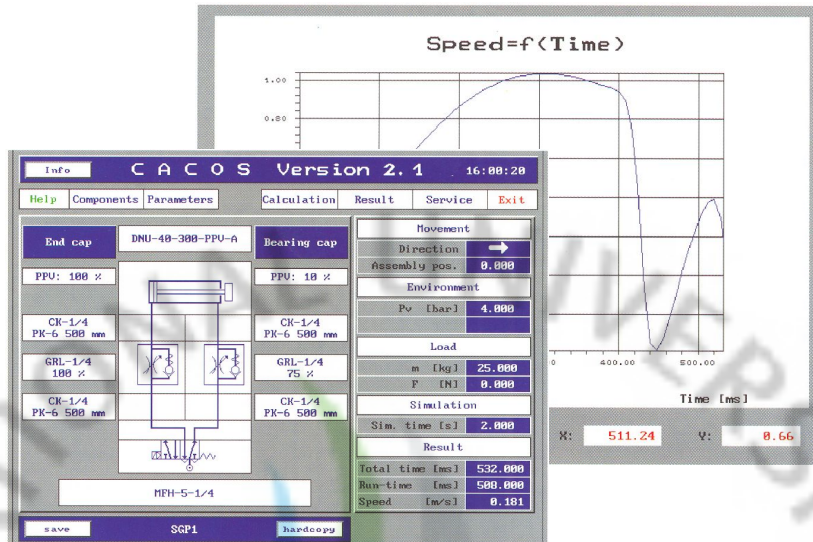 Speed=f(Time)
1.00
0.80
400.00
500.00
Time [ms]
X: 511.24 Y: 0.66
Info
CACOS Version 2.1
16:00:20
Help Components Parameters Calculation Result Service Exit
End cap
DNU-40-300-PPV-A
Bearing cap
PPV: 100 %
PPV: 10 %
CK-1/4
PK-6 500 mm
CK-1/4
PK-6 500 mm
GRL-1/4
100 %
GRL-1/4
75 %
CK-1/4
PK-6 500 mm
CK-1/4
PK-6 500 mm
MFH-5-1/4
Movement
Direction
Assembly pos. 0.000
Environment
Pv [bar] 4.000
Load
m [kg] 25.000
F [N] 0.000
Simulation
Sim. time [s] 2.000
Result
Total time [ms] 532.000
Run-time [ms] 508.000
Speed [m/s] 0.181
save
SGP1
hardcopy